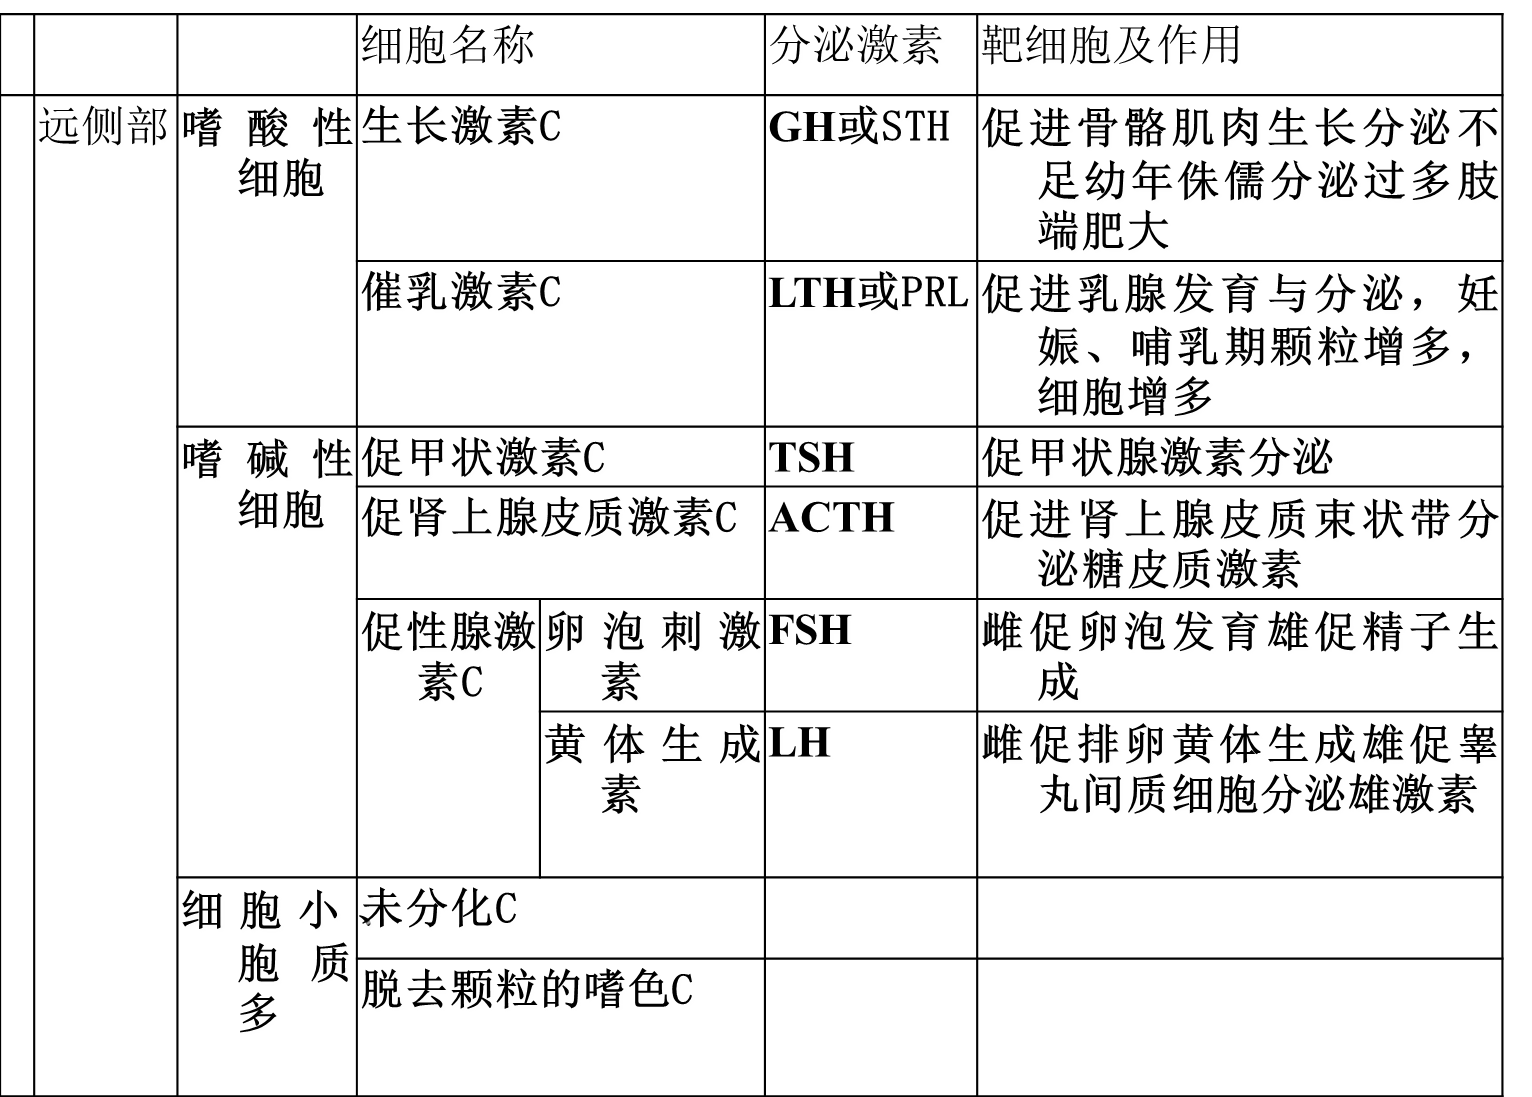 细胞名称
分泌激素
靶细胞及作用
远侧部
嗜酸性
细胞
生长激素C
GH或STH
促进骨骼肌肉生长分泌不
足幼年侏儒分泌过多肢
端肥大
催乳激素C
LTH或PRL
促进乳腺发育与分泌，妊
娠、哺乳期颗粒增多，
细胞增多
嗜碱性
细胞
促甲状激素C
TSH
促甲状腺激素分泌
促肾上腺皮质激素C
ACTH
促进肾上腺皮质束状带分
泌糖皮质激素
促性腺激
素C
卵泡刺激
素
FSH
雌促卵泡发育雄促精子生
成
黄体生成
素
LH
雌促排卵黄体生成雄促睾
丸间质细胞分泌雄激素
细胞小、
胞质
多
未分化C
脱去颗粒的嗜色C